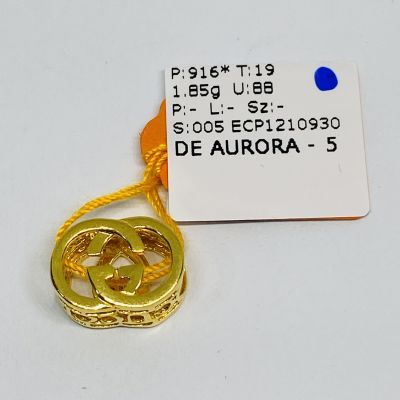 P:916* T:19
1.85g U:88
P:- L:- Sz:-
S:005 ECP1210930
DE AURORA - 5